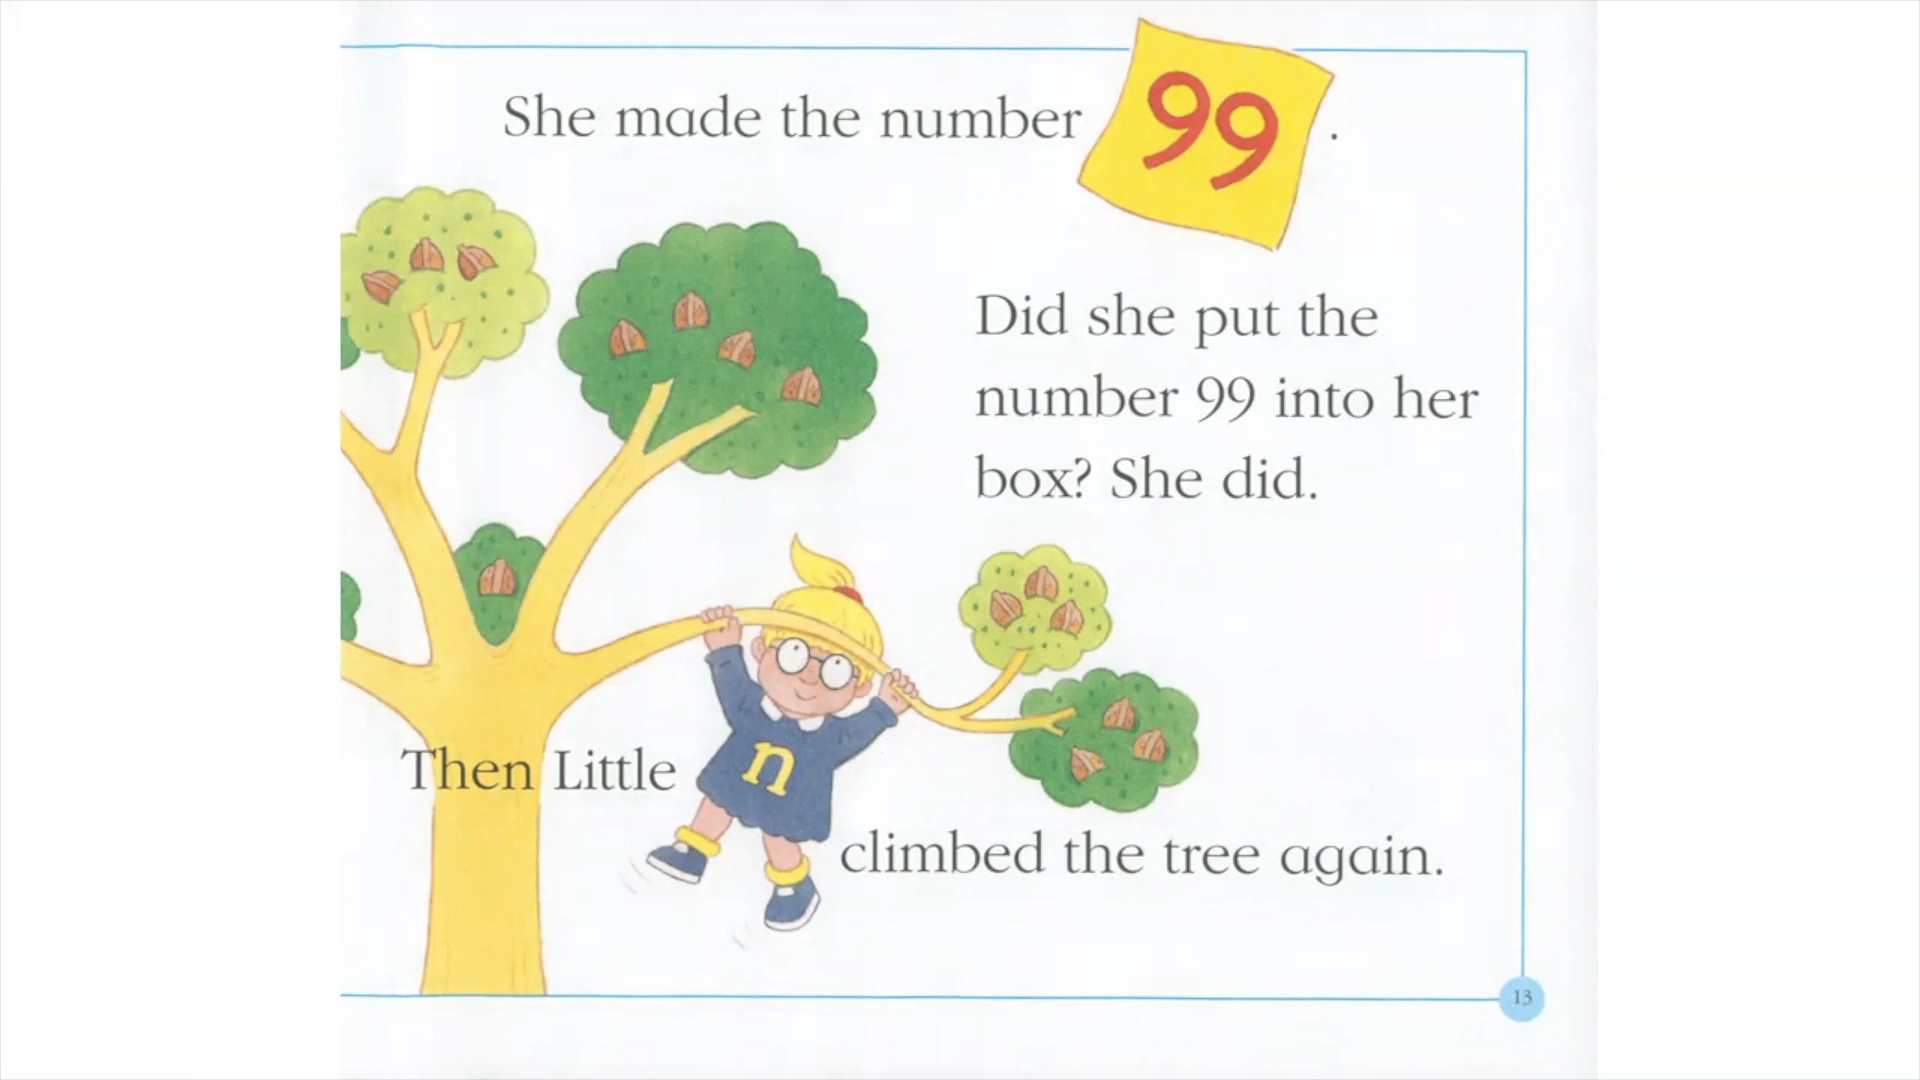 She made the number 99.
Did she put the
number 99 into her
box? She did.
Then Little n
climbed the tree again.
13